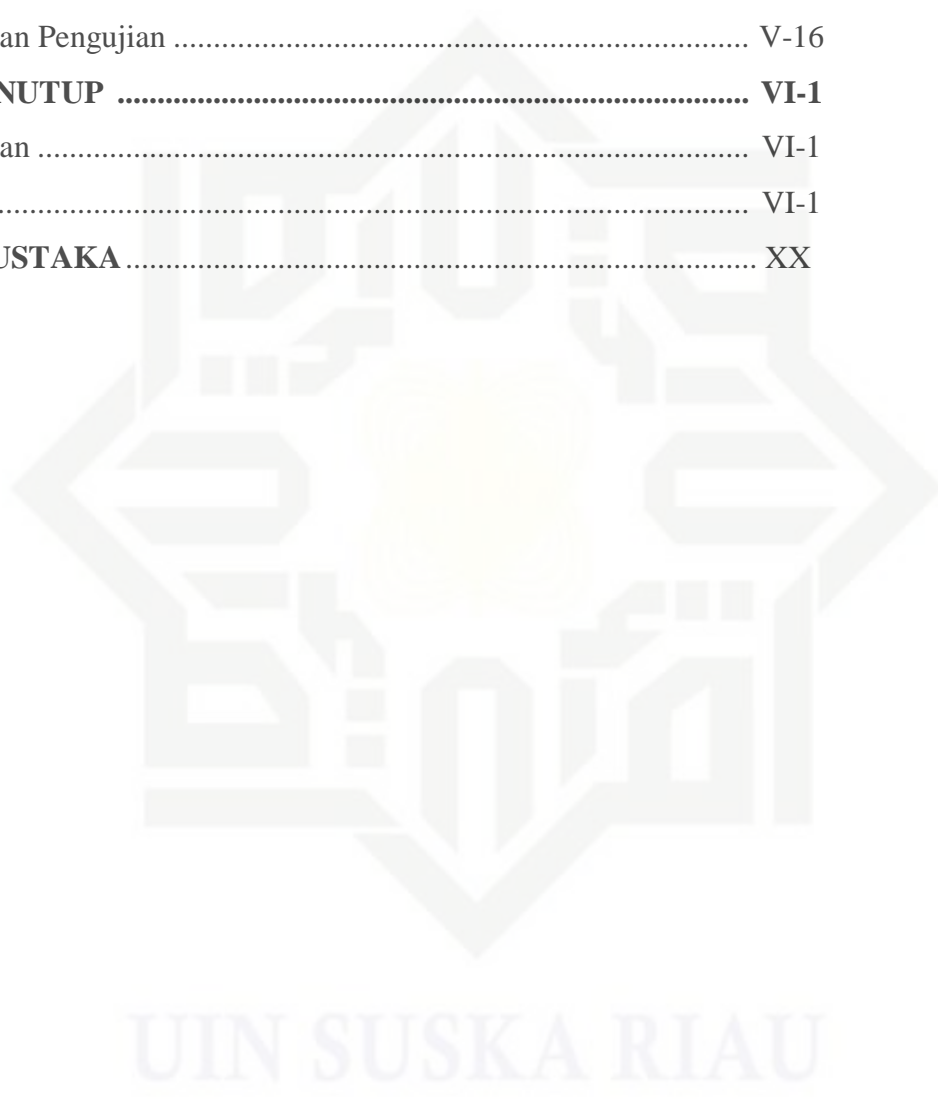 an Pengujian ........................................................................ V-16
NUTUP ............................................................................... VI-1
an ......................................................................................... VI-1
.............................................................................................. VI-1
USTAKA ............................................................................... XX
UIN SUSKA RIAU